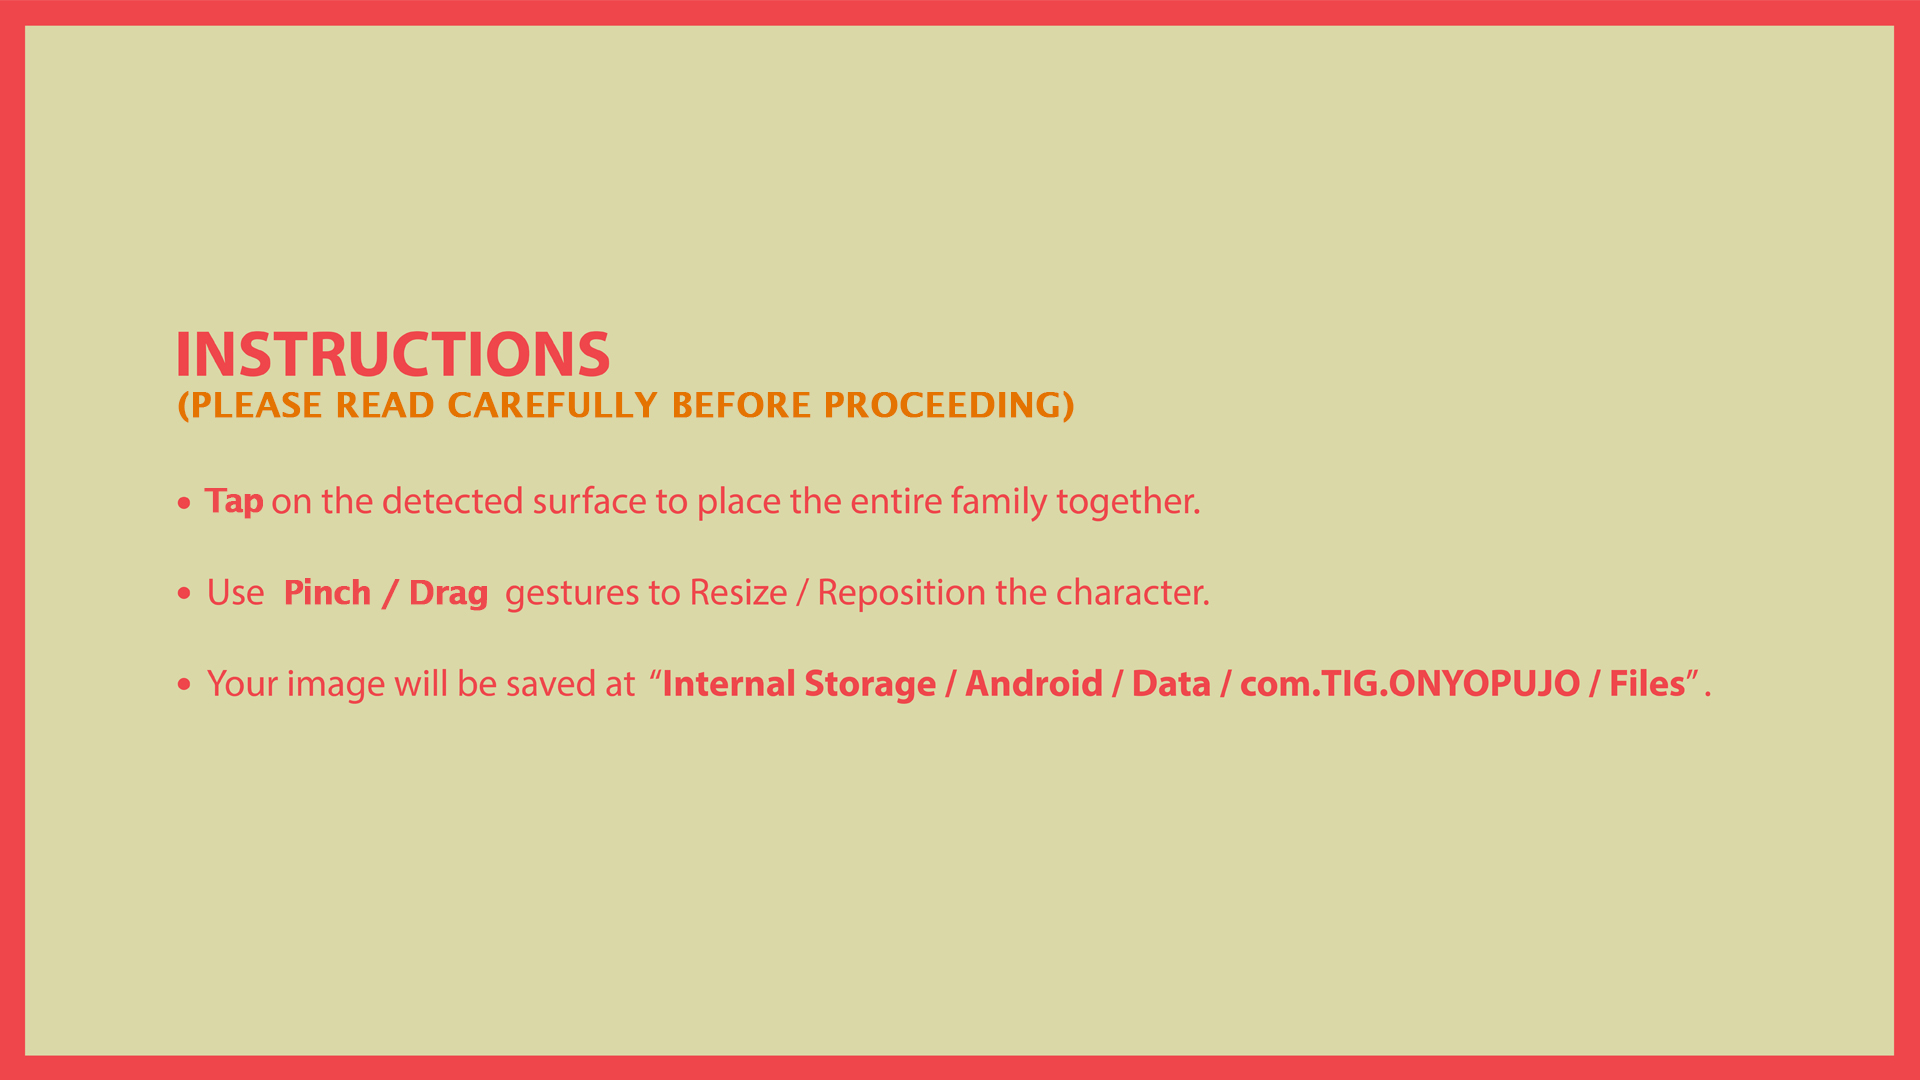 INSTRUCTIONS
(PLEASE READ CAREFULLY BEFORE PROCEEDING)
• Tap on the detected surface to place the entire family together.
• Use Pinch / Drag gestures to Resize / Reposition the character.
• Your image will be saved at “Internal Storage / Android / Data / com.TIG.ONYOPUJO / Files” .